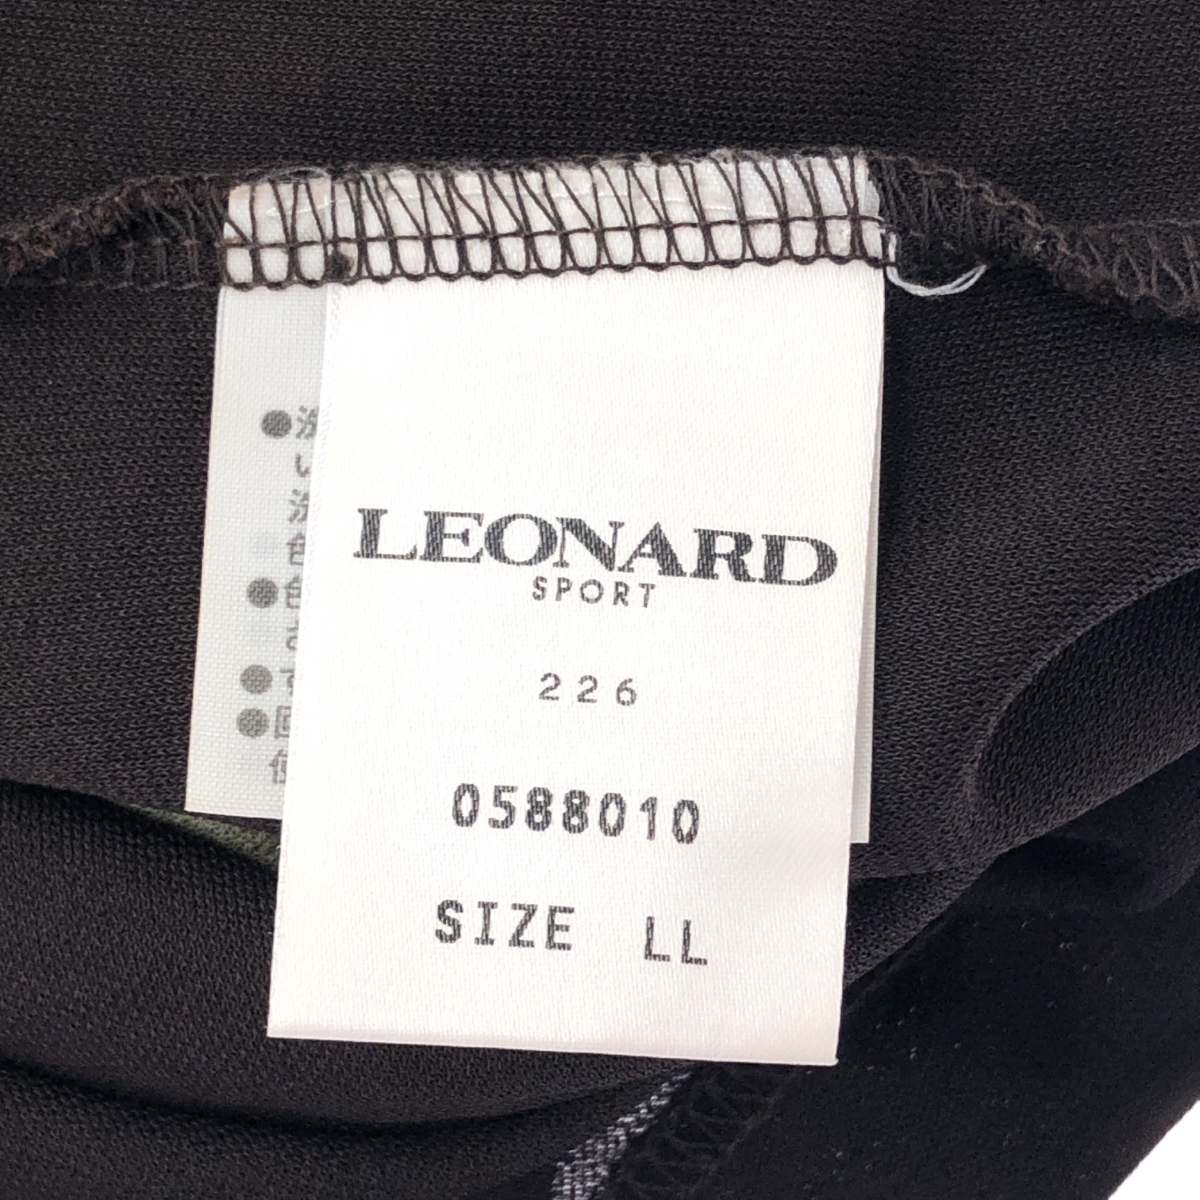 LEONARD
SPORT
226
0588010
SIZE LL